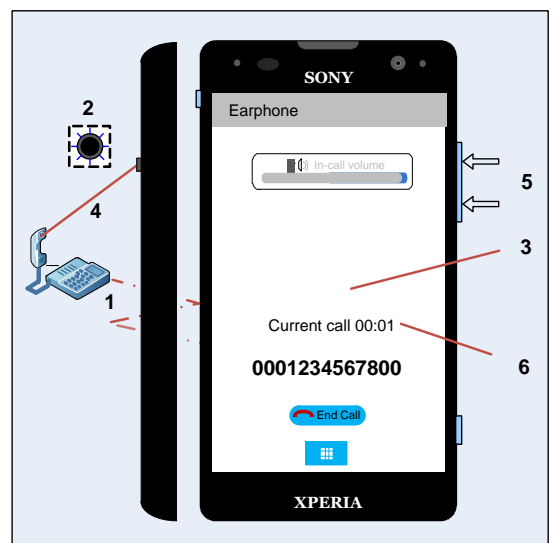 SONY
Earphone
2
In-call volume
5
4
3
1
Current call 00:01
6
0001234567800
End Call
XPERIA